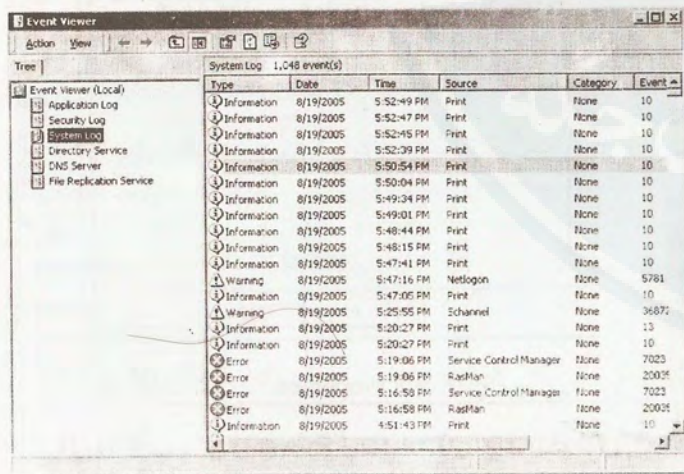 Event Viewer
Action View
Tree
System Log 1,048 event(s)
Event Viewer (Local)
Application Log
Security Log
System Log
Directory Service
DNS Server
File Replication Service
Type Date Time Source Category Event
Information 8/19/2005 5:52:49 PM Print None 10
Information 8/19/2005 5:52:47 PM Print None 10
Information 8/19/2005 5:52:45 PM Print None 10
Information 8/19/2005 5:52:39 PM Print None 10
Information 8/19/2005 5:50:54 PM Print None 10
Information 8/19/2005 5:50:04 PM Print None 10
Information 8/19/2005 5:49:34 PM Print None 10
Information 8/19/2005 5:49:01 PM Print None 10
Information 8/19/2005 5:48:44 PM Print None 10
Information 8/19/2005 5:48:15 PM Print None 10
Information 8/19/2005 5:47:41 PM Print None 10
Warning 8/19/2005 5:47:16 PM Netlogon None 5781
Information 8/19/2005 5:47:05 PM Print None 10
Warning 8/19/2005 5:25:55 PM Schannel None 36872
Information 8/19/2005 5:20:27 PM Print None 13
Information 8/19/2005 5:20:27 PM Print None 10
Error 8/19/2005 5:19:06 PM Service Control Manager None 7023
Error 8/19/2005 5:19:06 PM RasMan None 20035
Error 8/19/2005 5:16:58 PM Service Control Manager None 7023
Error 8/19/2005 5:16:58 PM RasMan None 20035
Information 8/19/2005 4:51:43 PM Print None 10